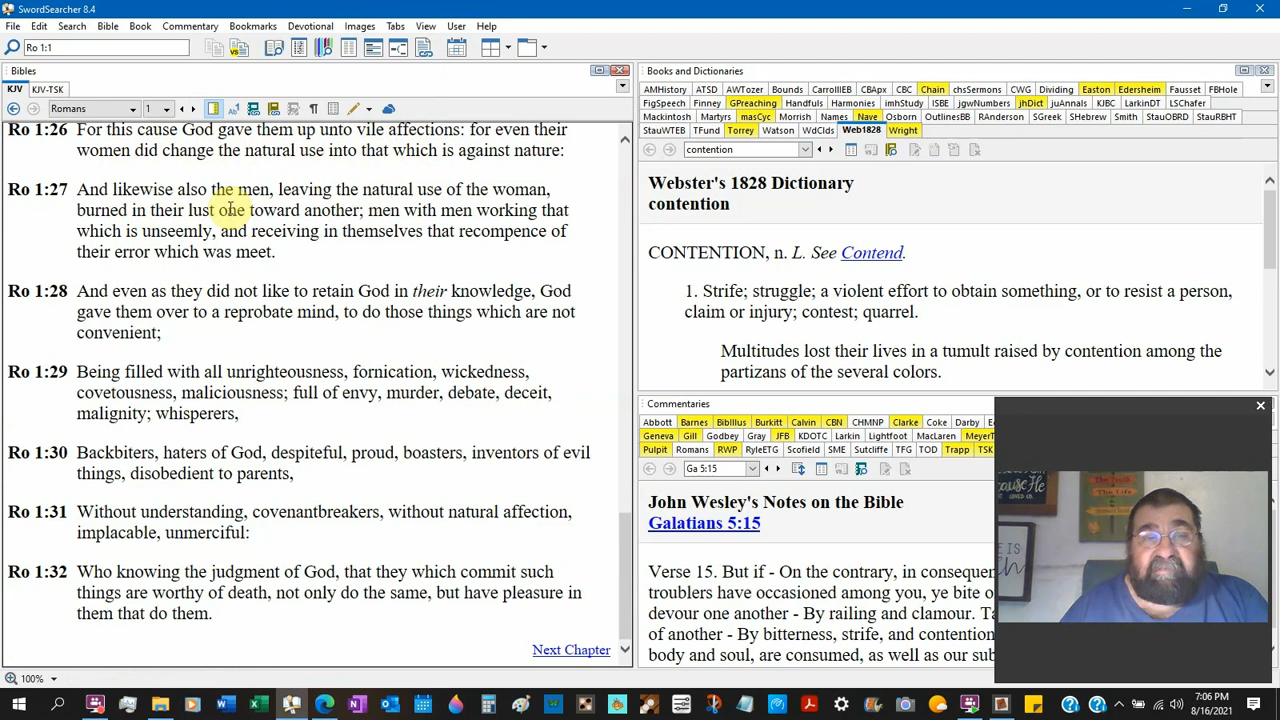 SwordSearcher 8.4
File Edit Search Bible Book Commentary Bookmarks Devotional Images Tabs View User Help
Ro 1:1
Bibles
KJV KJV-TSK
Romans 1
Ro 1:26 For this cause God gave them up unto vile affections: for even their
women did change the natural use into that which is against nature:
Ro 1:27 And likewise also the men, leaving the natural use of the woman,
burned in their lust one toward another; men with men working that
which is unseemly, and receiving in themselves that recompence of
their error which was meet.
Ro 1:28 And even as they did not like to retain God in their knowledge, God
gave them over to a reprobate mind, to do those things which are not
convenient;
Ro 1:29 Being filled with all unrighteousness, fornication, wickedness,
covetousness, maliciousness; full of envy, murder, debate, deceit,
malignity; whisperers,
Ro 1:30 Backbiters, haters of God, despiteful, proud, boasters, inventors of evil
things, disobedient to parents,
Ro 1:31 Without understanding, covenantbreakers, without natural affection,
implacable, unmerciful:
Ro 1:32 Who knowing the judgment of God, that they which commit such
things are worthy of death, not only do the same, but have pleasure in
them that do them.
Next Chapter
100%
Books and Dictionaries
AMHistory ATSD AWTozer Bounds CarrollEB CBApx CBC Chain chsSermons CWG Dividing Easton Edersheim Fausset FBHole
FigSpeech Finney GPreaching Handfuls Harmonies imhStudy ISBE jgwNumbers jhDict juAnnals KJBC LarkinDT LSChafer
Mackintosh Martyrs masCyc Morrish Names Nave Osborn OutlinesBB RAnderson SGreek SHebrew Smith StauOBRD StauRBHT
StauWTEB TFund Torrey Watson WdClds Web1828 Wright
contention
Webster's 1828 Dictionary
contention
CONTENTION, n. L. See Contend.
1. Strife; struggle; a violent effort to obtain something, or to resist a person,
claim or injury; contest; quarrel.
Multitudes lost their lives in a tumult raised by contention among the
partizans of the several colors.
Commentaries
Abbott Barnes BibIllus Burkitt Calvin CBN CHMNP Clarke Coke Darby
Geneva Gill Godbey Gray JFB KDOTC Larkin Lightfoot MacLaren
Pulpit Romans RWP RyleETG Scofield SME Sutcliffe TFG TOD Trapp TSK
Ga 5:15
John Wesley's Notes on the Bible
Galatians 5:15
Verse 15. But if - On the contrary, in
troublers have occasioned among you, ye bite
devour one another - By railing and clamour.
of another - By bitterness, strife, and contention
body and soul, are consumed, as well as our
The Truth
The Life
7:06 PM
8/16/2021